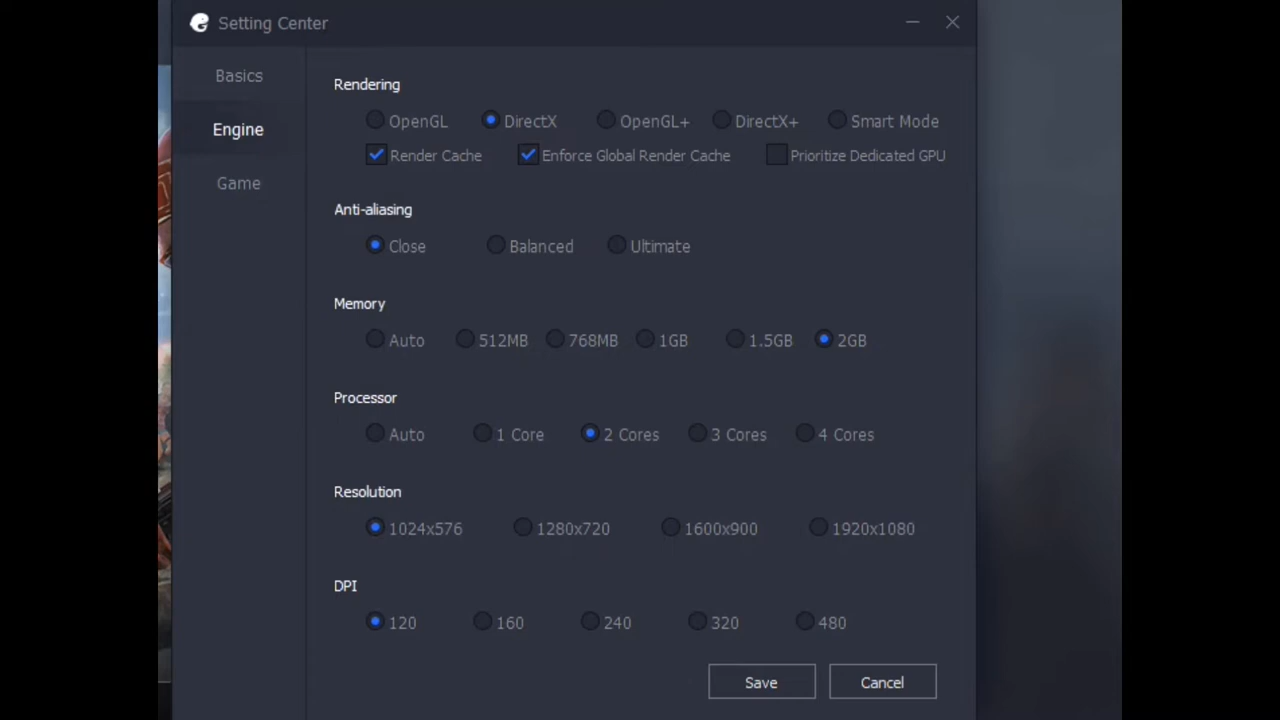 Setting Center
Basics
Engine
Game
Rendering
OpenGL DirectX OpenGL+ DirectX+ Smart Mode
Render Cache Enforce Global Render Cache Prioritize Dedicated GPU
Anti-aliasing
Close Balanced Ultimate
Memory
Auto 512MB 768MB 1GB 1.5GB 2GB
Processor
Auto 1 Core 2 Cores 3 Cores 4 Cores
Resolution
1024x576 1280x720 1600x900 1920x1080
DPI
120 160 240 320 480
Save Cancel